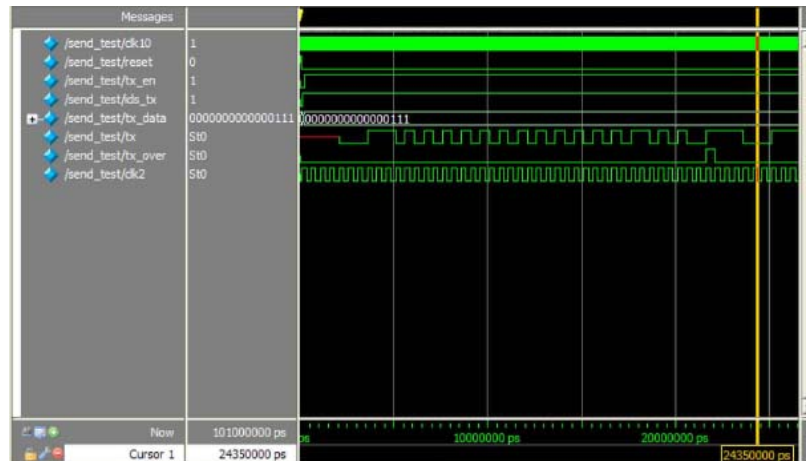 Messages
/send_test/clk10 1
/send_test/reset 0
/send_test/tx_en 1
/send_test/ids_tx 1
/send_test/tx_data 0000000000000111 0000000000000111
/send_test/tx St0
/send_test/tx_over St0
/send_test/clk2 St0
Now 101000000 ps ps 10000000 ps 20000000 ps
Cursor 1 24350000 ps 24350000 ps